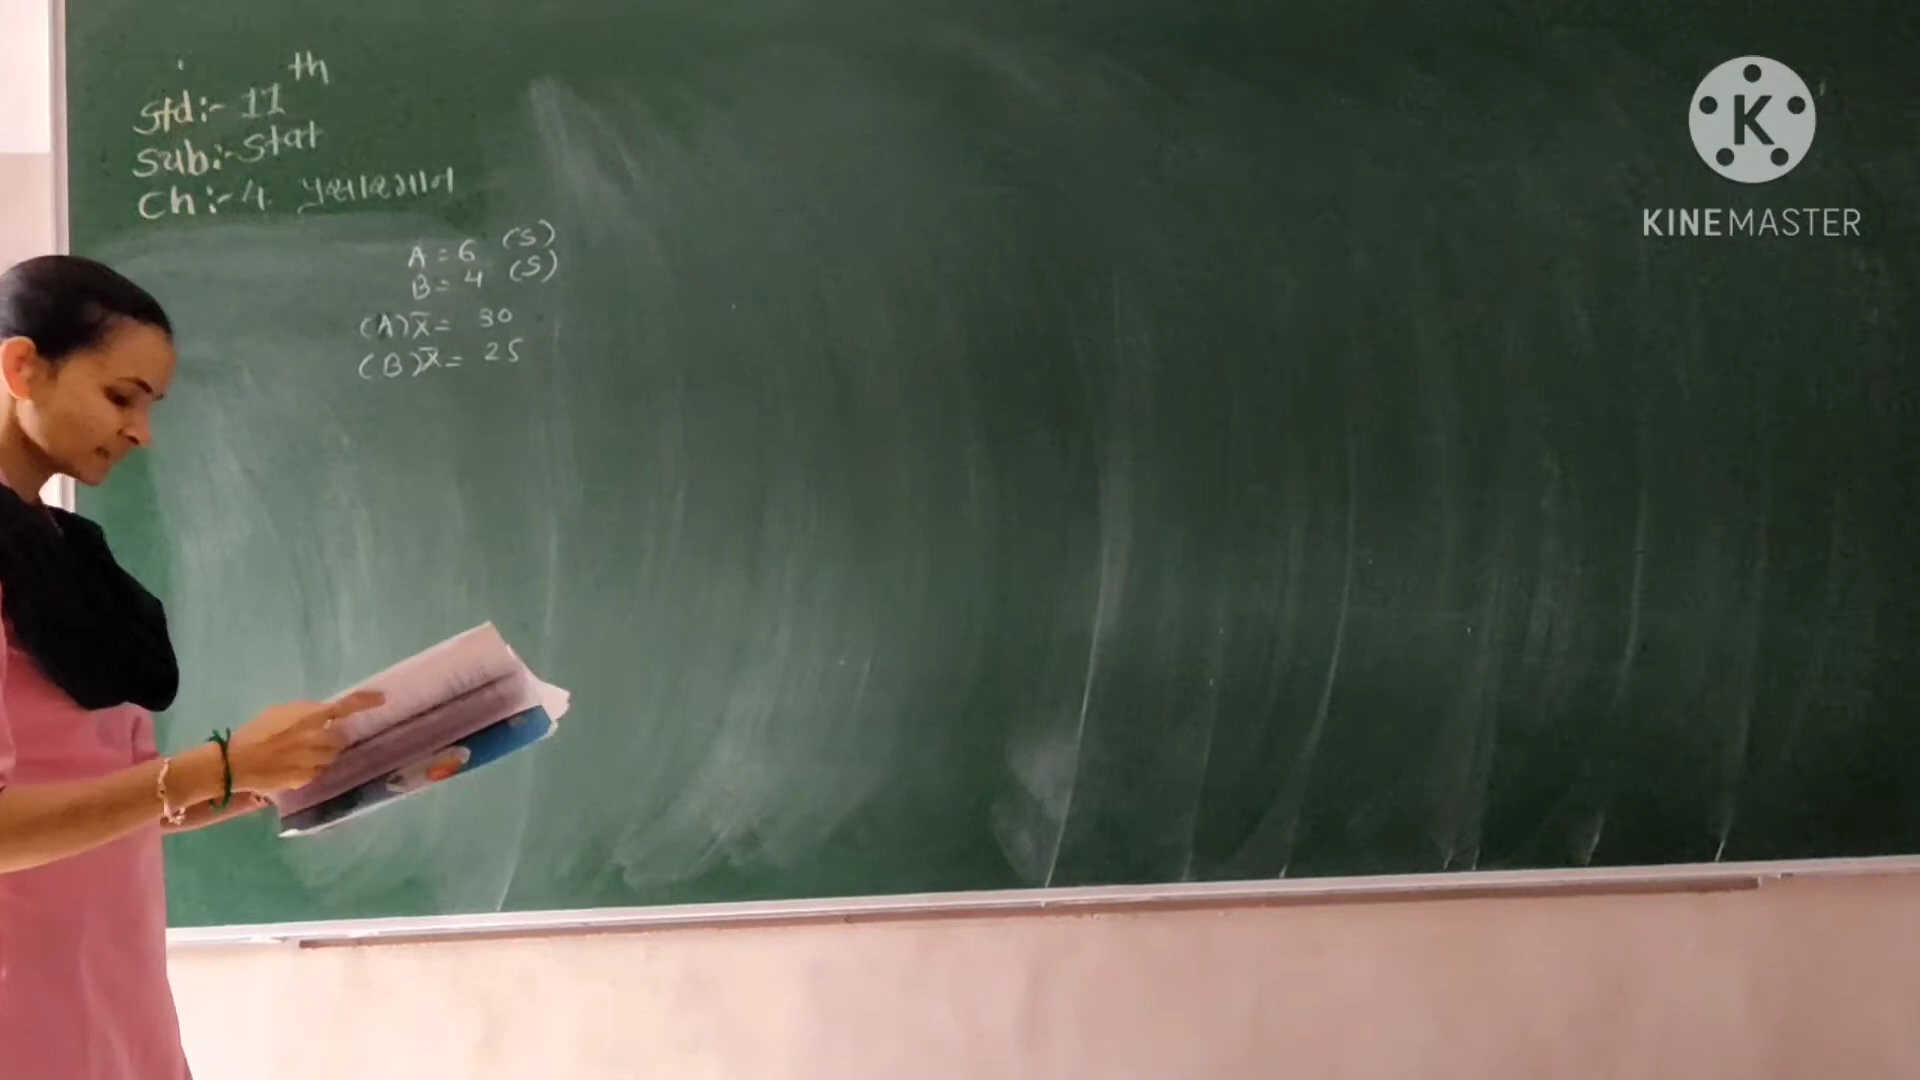 Std:- 11th
Sub:- Stat
Ch:- 4. પ્રસારમાન
A = 6 (S)
B = 4 (S)
(A) x̄ = 30
(B) x̄ = 25
K
KINEMASTER